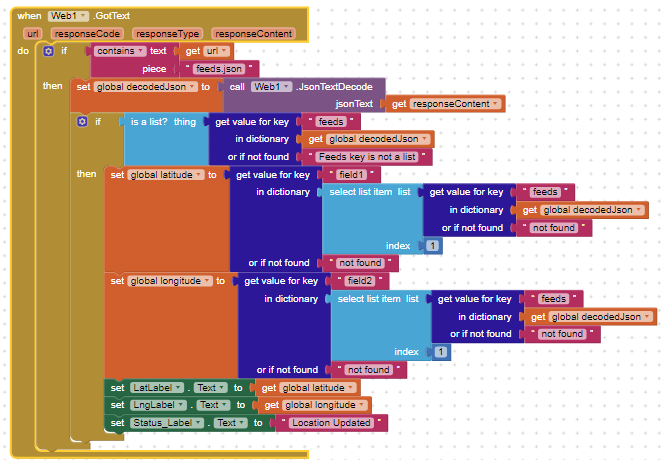 when Web1 .GotText
url responseCode responseType responseContent
do if contains text get url
piece " feeds.json "
then set global decodedJson to call Web1 .JsonTextDecode
jsonText get responseContent
if is a list? thing get value for key " feeds "
in dictionary get global decodedJson
or if not found " Feeds key is not a list "
then set global latitude to get value for key " field1 "
in dictionary select list item list get value for key " feeds "
in dictionary get global decodedJson
or if not found " not found "
index 1
or if not found " not found "
set global longitude to get value for key " field2 "
in dictionary select list item list get value for key " feeds "
in dictionary get global decodedJson
or if not found " not found "
index 1
or if not found " not found "
set LatLabel . Text to get global latitude
set LngLabel . Text to get global longitude
set Status_Label . Text to " Location Updated "